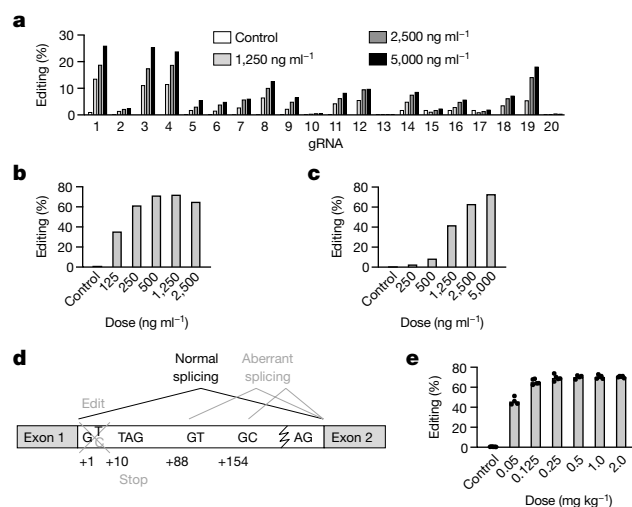 a
Editing (%)
30
20
10
0
Control
1,250 ng ml⁻¹
2,500 ng ml⁻¹
5,000 ng ml⁻¹
1 2 3 4 5 6 7 8 9 10 11 12 13 14 15 16 17 18 19 20
gRNA
b
Editing (%)
80
60
40
20
0
Control 125 250 500 1,250 2,500
Dose (ng ml⁻¹)
c
Editing (%)
80
60
40
20
0
Control 250 500 1,250 2,500 5,000
Dose (ng ml⁻¹)
d
Normal
splicing
Aberrant
splicing
Edit
Exon 1 G T C TAG GT GC AG Exon 2
+1 +10 +88 +154
Stop
e
Editing (%)
80
60
40
20
0
Control 0.05 0.125 0.25 0.5 1.0 2.0
Dose (mg kg⁻¹)